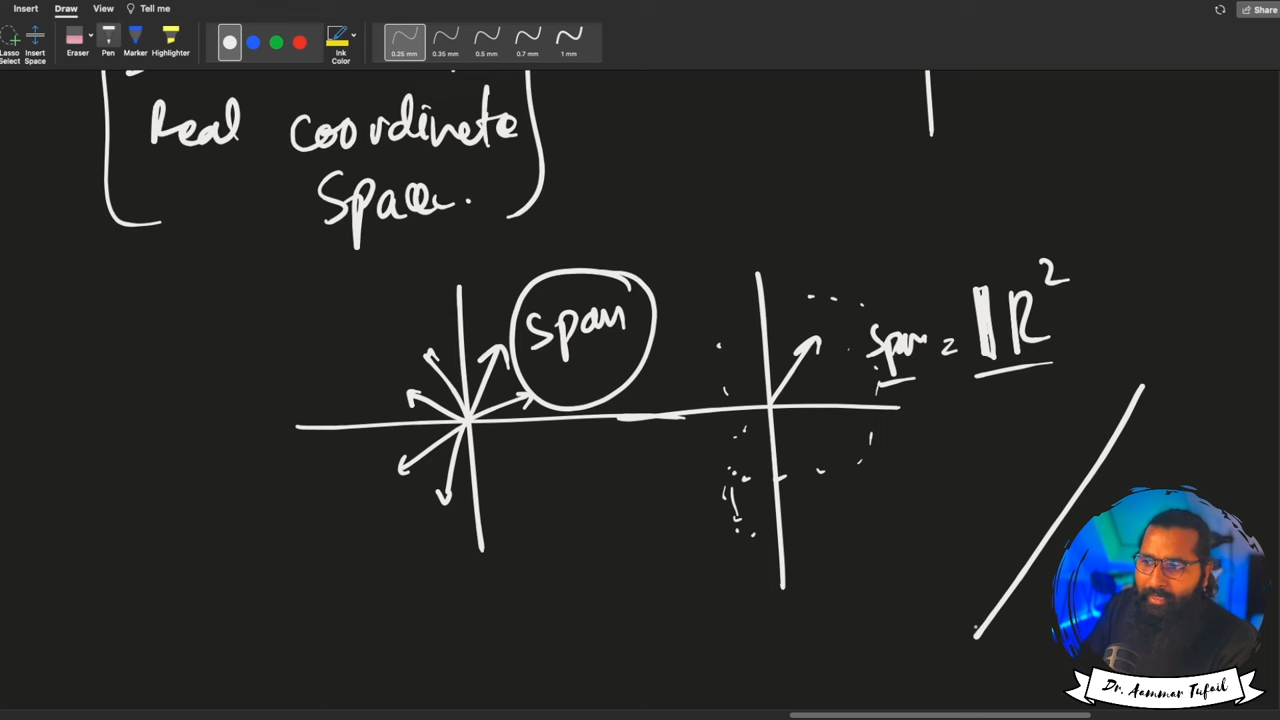 Insert Draw View Tell me Share
Lasso Select Insert Space Eraser Pen Marker Highlighter Ink Color 0.25 mm 0.35 mm 0.5 mm 0.7 mm 1 mm
Real coordinate
Space.
span
span = ℝ²
Dr. Aammar Tufail